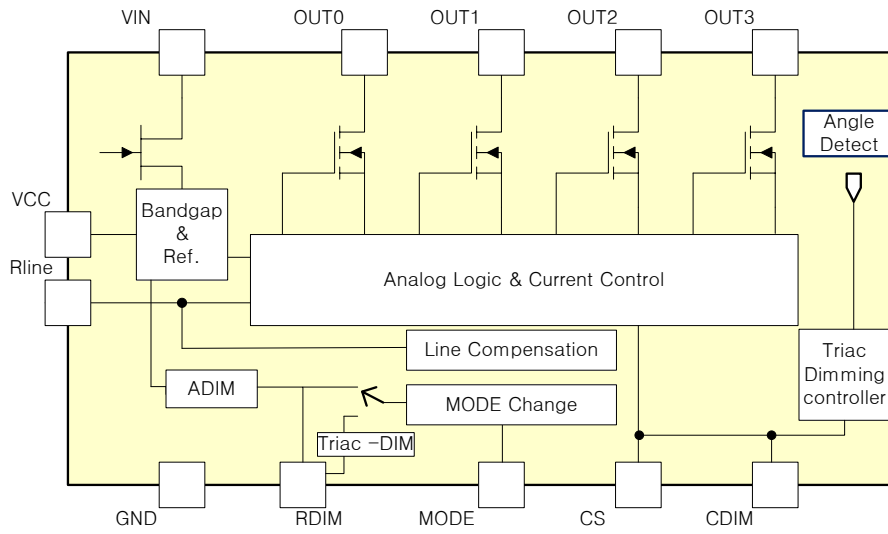 VIN
OUT0
OUT1
OUT2
OUT3
Angle
Detect
VCC
Bandgap
&
Ref.
Rline
Analog Logic & Current Control
Line Compensation
Triac
Dimming
controller
ADIM
MODE Change
Triac -DIM
GND
RDIM
MODE
CS
CDIM